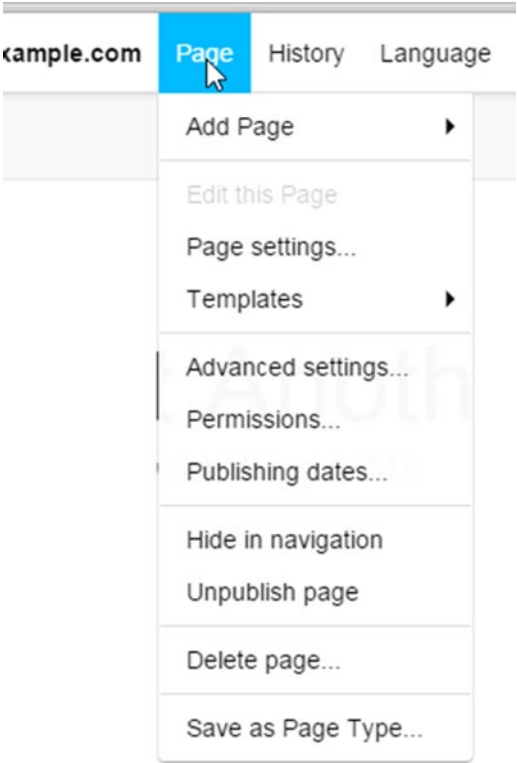 xample.com Page History Language
Add Page
Edit this Page
Page settings...
Templates
Advanced settings...
Permissions...
Publishing dates...
Hide in navigation
Unpublish page
Delete page...
Save as Page Type...